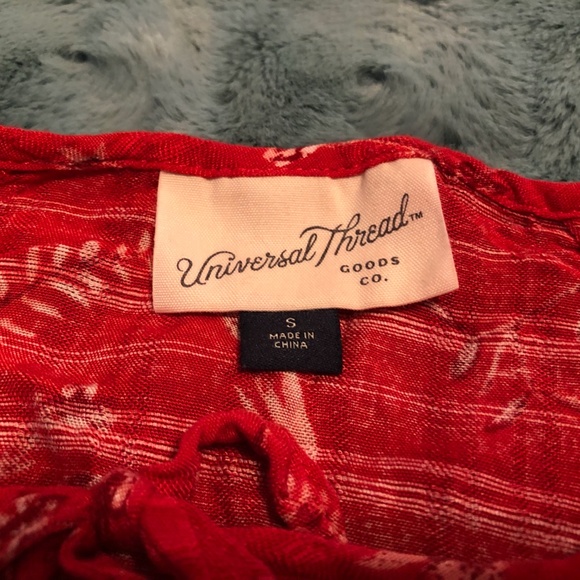 Universal Thread™
GOODS
CO.
S
MADE IN
CHINA